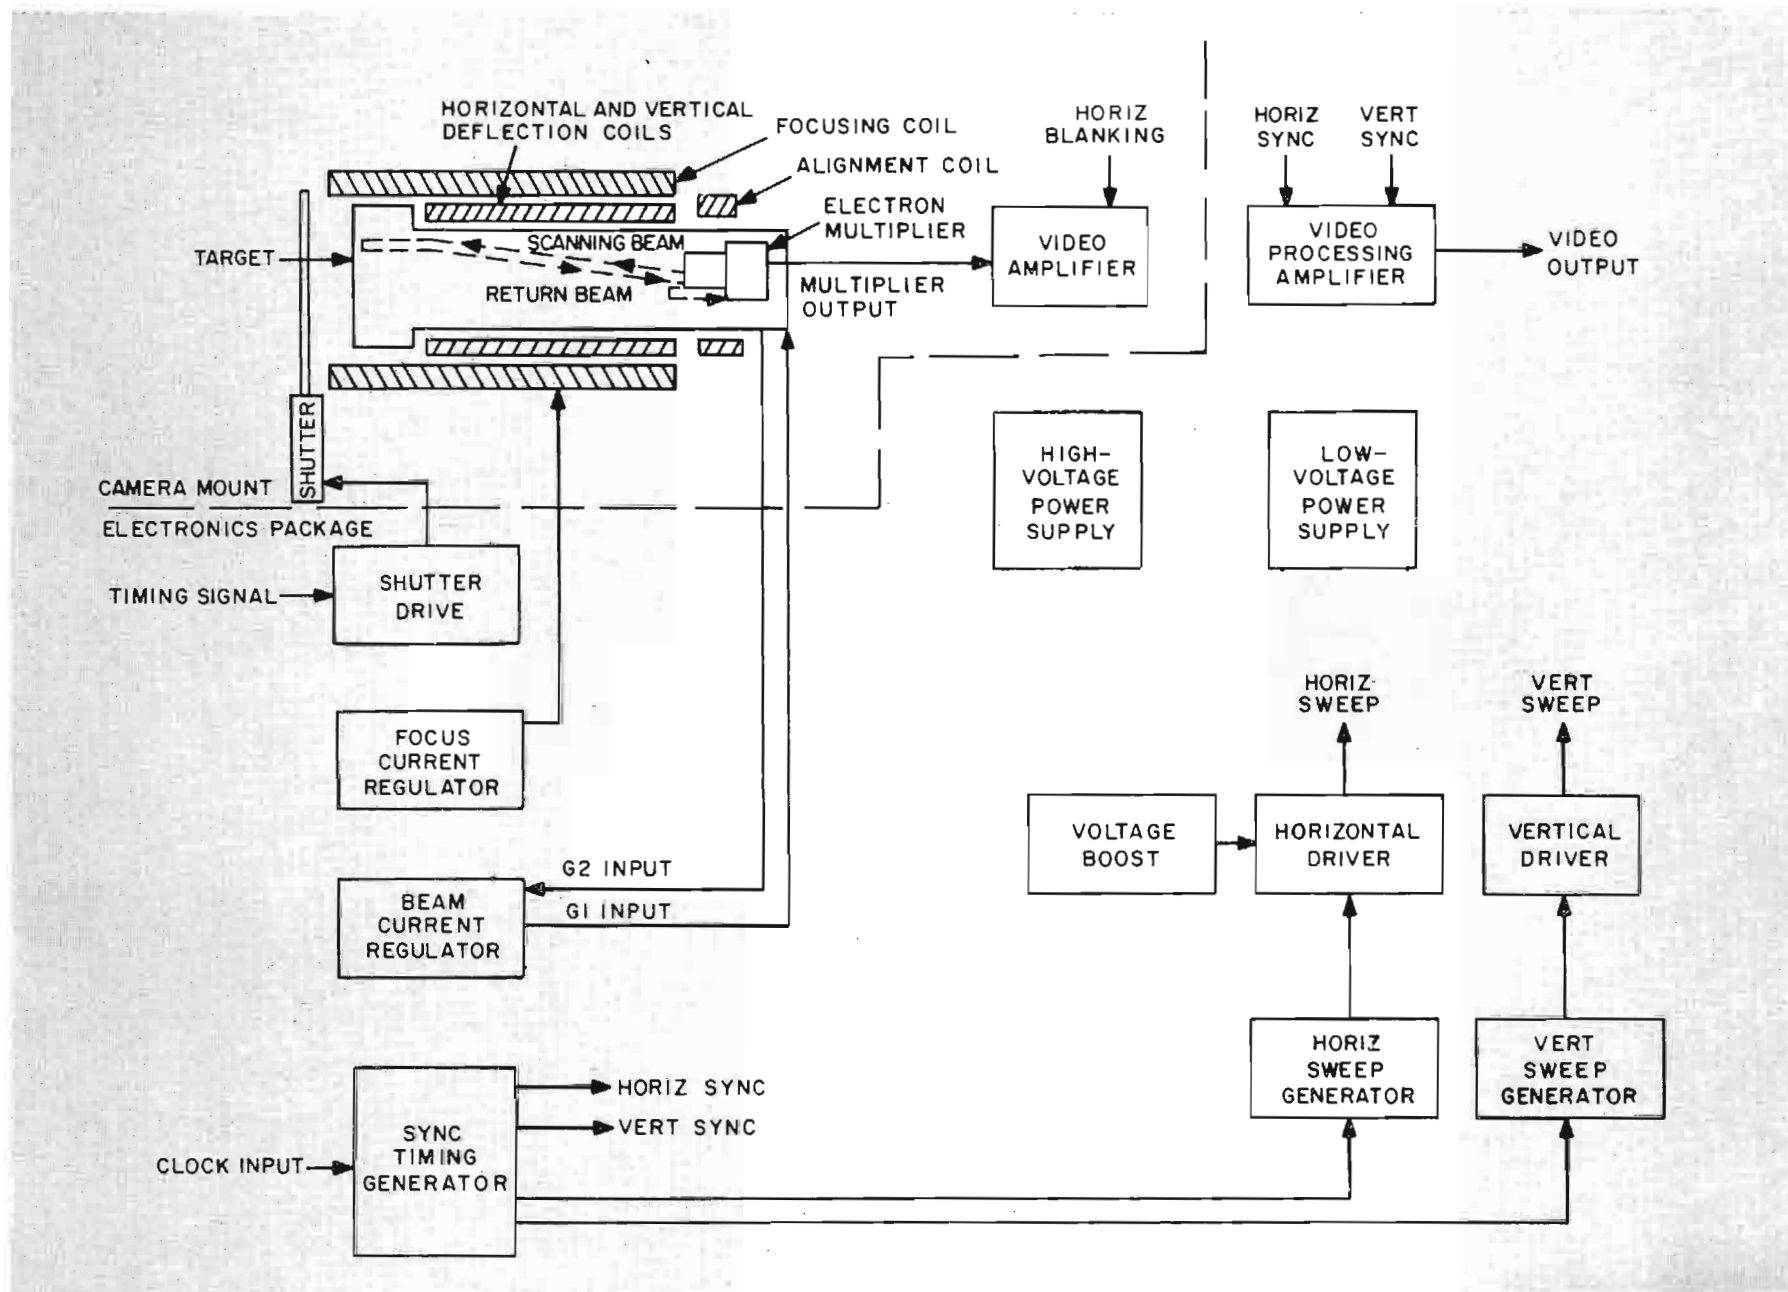 HORIZONTAL AND VERTICAL
DEFLECTION COILS
FOCUSING COIL
ALIGNMENT COIL
ELECTRON
MULTIPLIER
HORIZ
BLANKING
HORIZ
SYNC
VERT
SYNC
TARGET
SCANNING BEAM
RETURN BEAM
MULTIPLIER
OUTPUT
VIDEO
AMPLIFIER
VIDEO
PROCESSING
AMPLIFIER
VIDEO
OUTPUT
SHUTTER
CAMERA MOUNT
ELECTRONICS PACKAGE
HIGH-
VOLTAGE
POWER
SUPPLY
LOW-
VOLTAGE
POWER
SUPPLY
TIMING SIGNAL
SHUTTER
DRIVE
FOCUS
CURRENT
REGULATOR
HORIZ
SWEEP
VERT
SWEEP
VOLTAGE
BOOST
HORIZONTAL
DRIVER
VERTICAL
DRIVER
G2 INPUT
G1 INPUT
BEAM
CURRENT
REGULATOR
HORIZ
SWEEP
GENERATOR
VERT
SWEEP
GENERATOR
HORIZ SYNC
VERT SYNC
CLOCK INPUT
SYNC
TIMING
GENERATOR